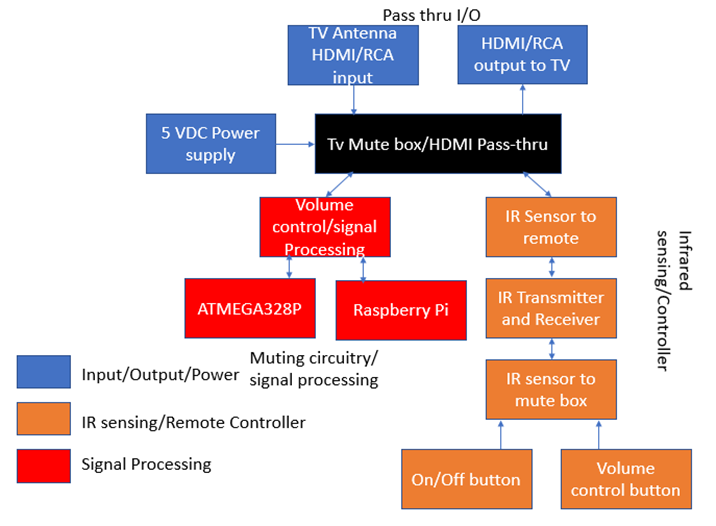 Pass thru I/O
TV Antenna
HDMI/RCA
input
HDMI/RCA
output to TV
5 VDC Power
supply
Tv Mute box/HDMI Pass-thru
Volume
control/signal
Processing
IR Sensor to
remote
Infrared
sensing/Controller
ATMEGA328P
Raspberry Pi
IR Transmitter
and Receiver
Muting circuitry/
signal processing
IR sensor to
mute box
Input/Output/Power
IR sensing/Remote Controller
Signal Processing
On/Off button
Volume
control button